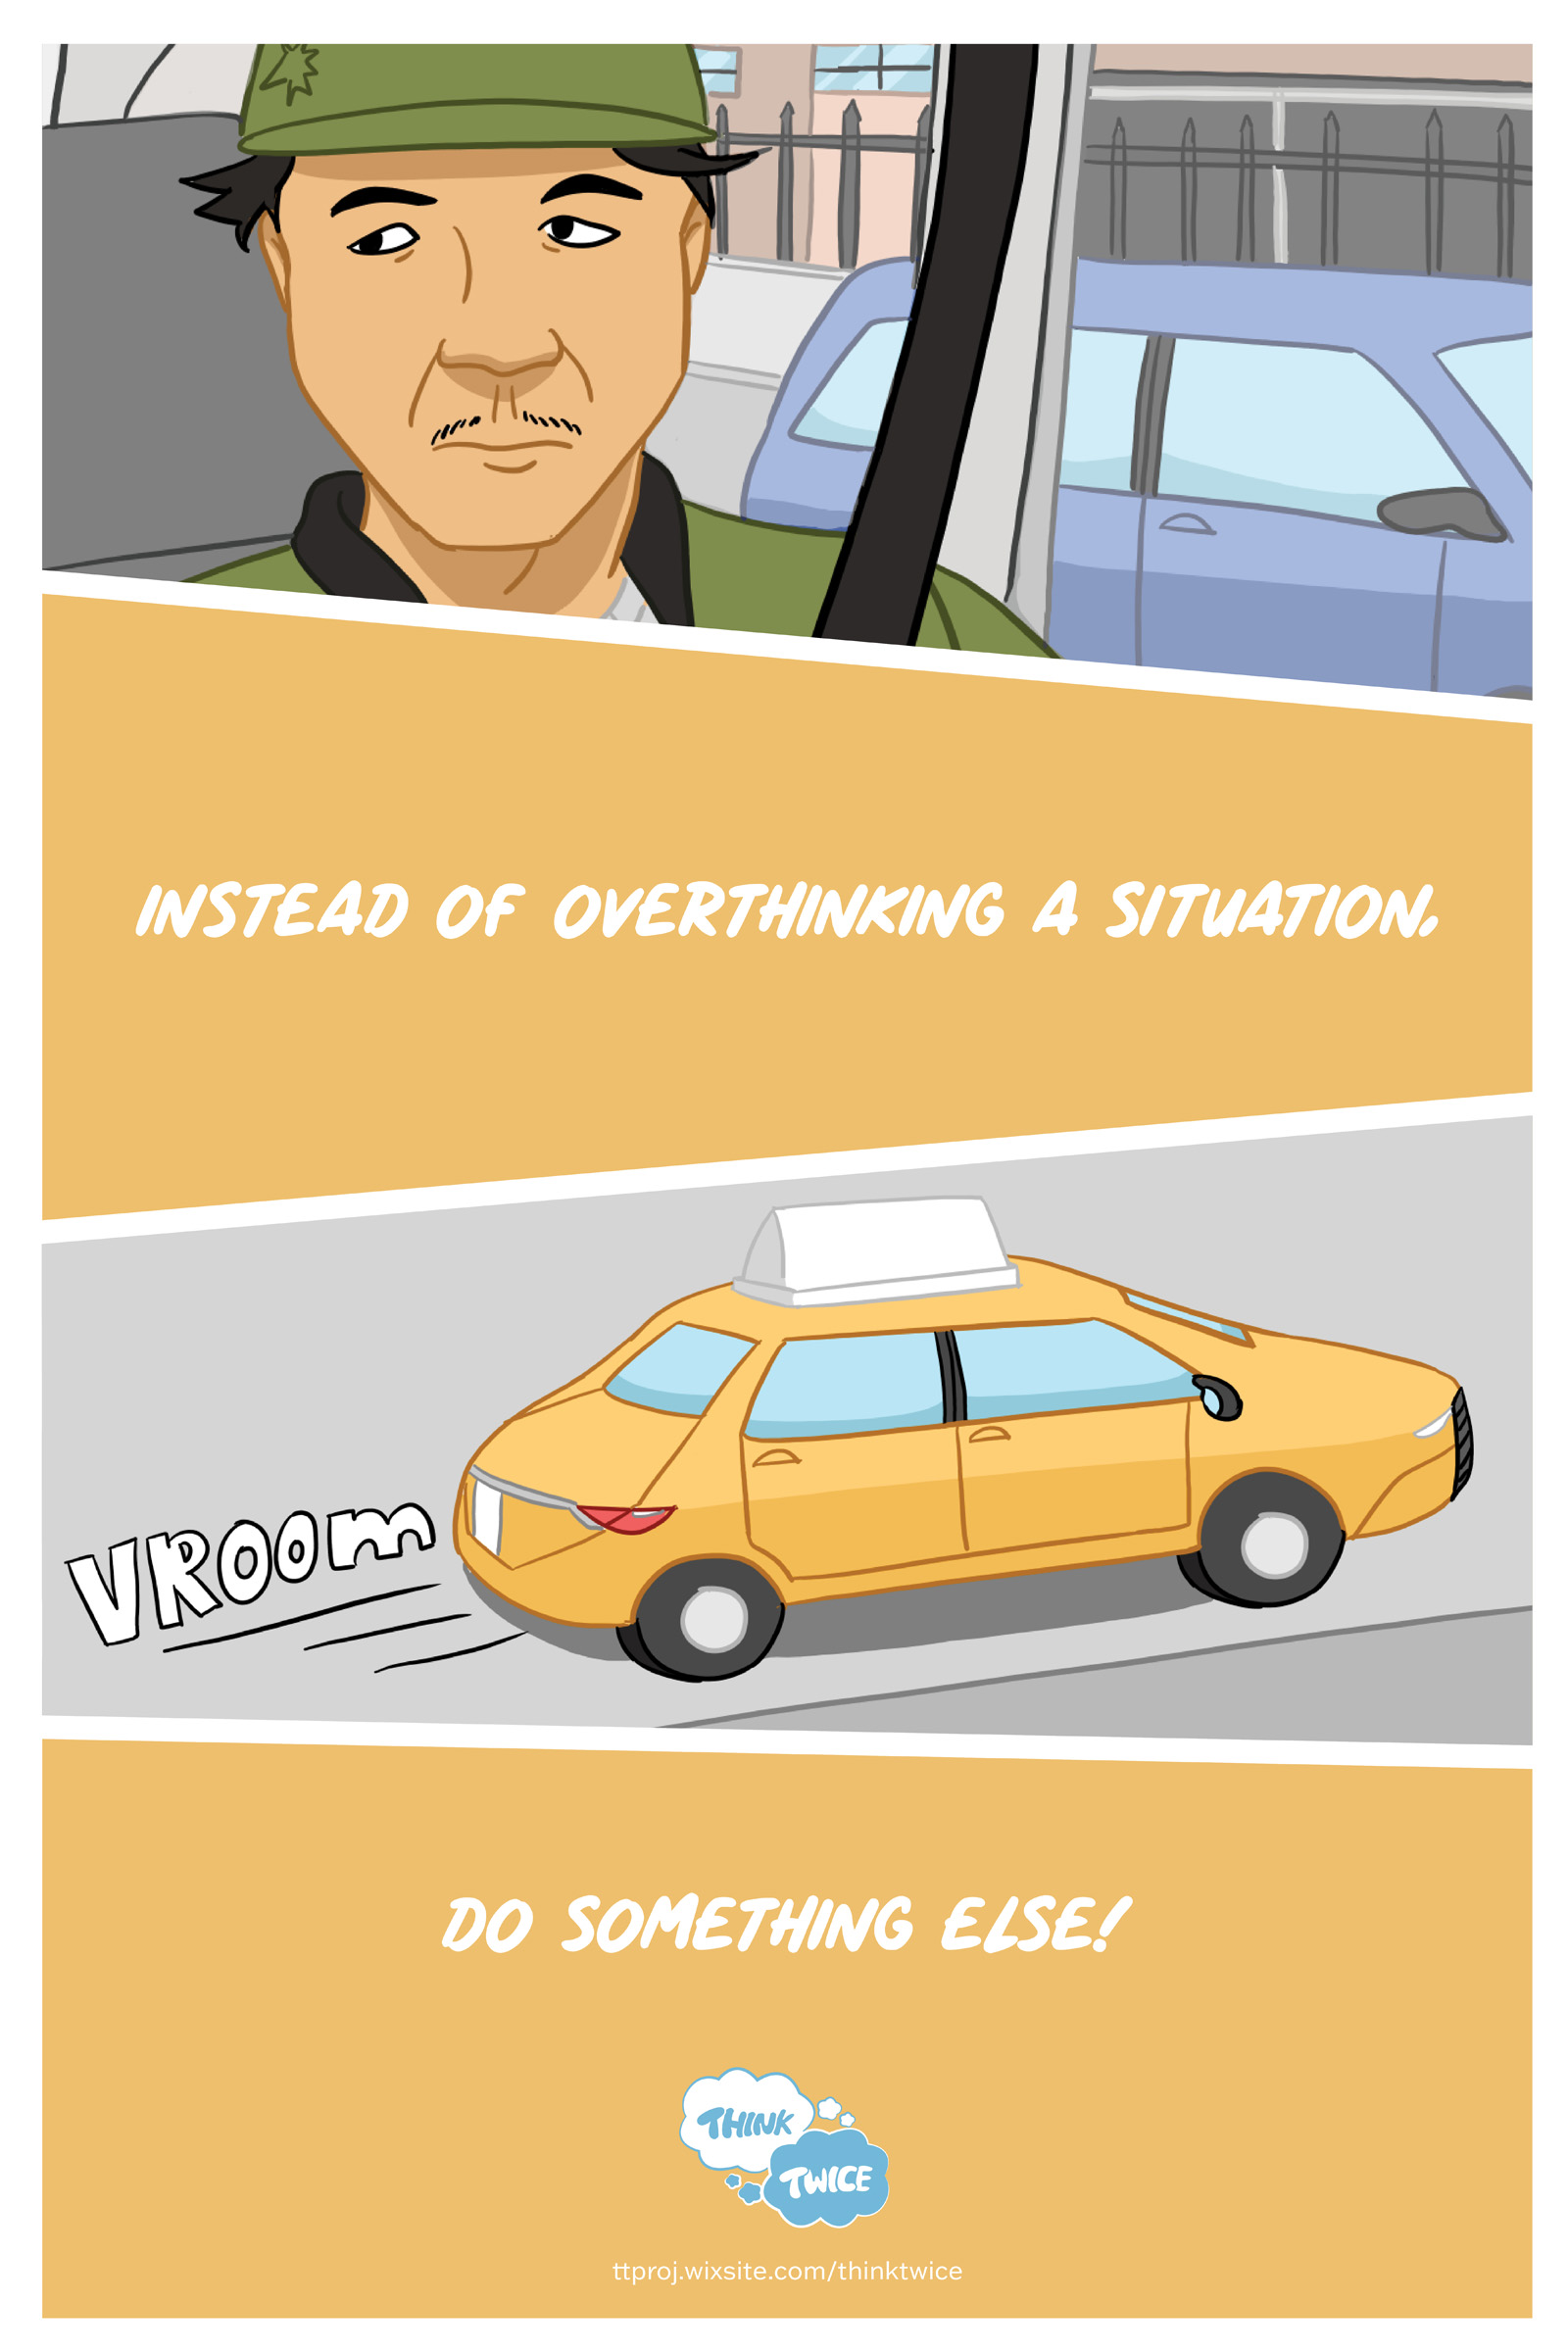 INSTEAD OF OVERTHINKING A SITUATION.
VROOM
DO SOMETHING ELSE!
THINK
TWICE
ttproj.wixsite.com/thinktwice